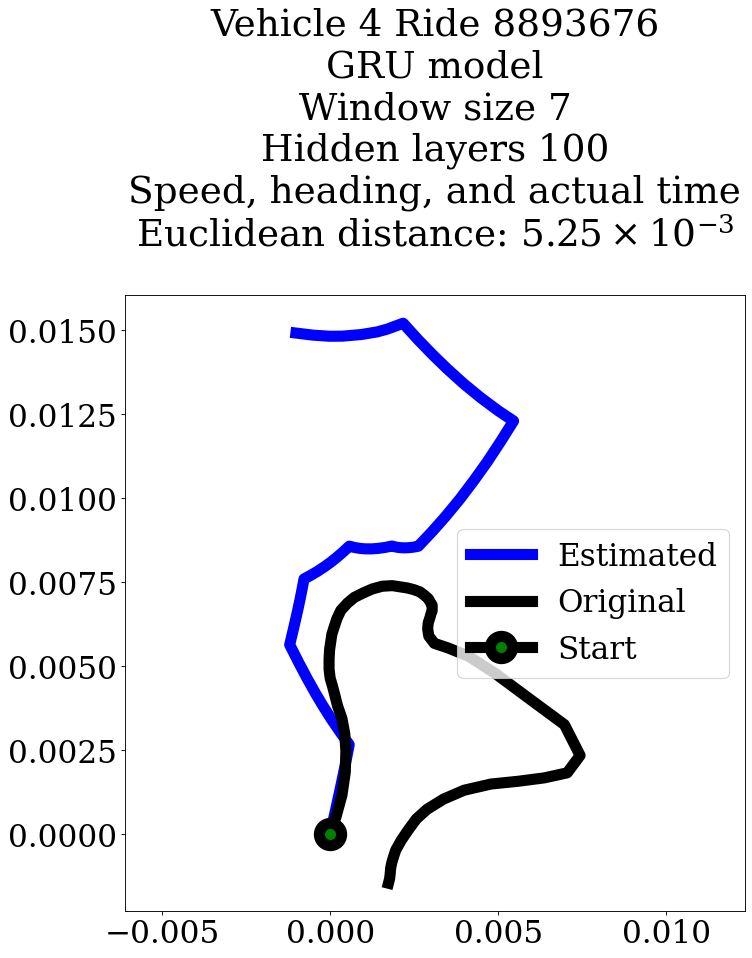 Vehicle 4 Ride 8893676
GRU model
Window size 7
Hidden layers 100
Speed, heading, and actual time
Euclidean distance: 5.25 × 10⁻³
0.0150
0.0125
0.0100
0.0075
0.0050
0.0025
0.0000
Estimated
Original
Start
−0.005 0.000 0.005 0.010